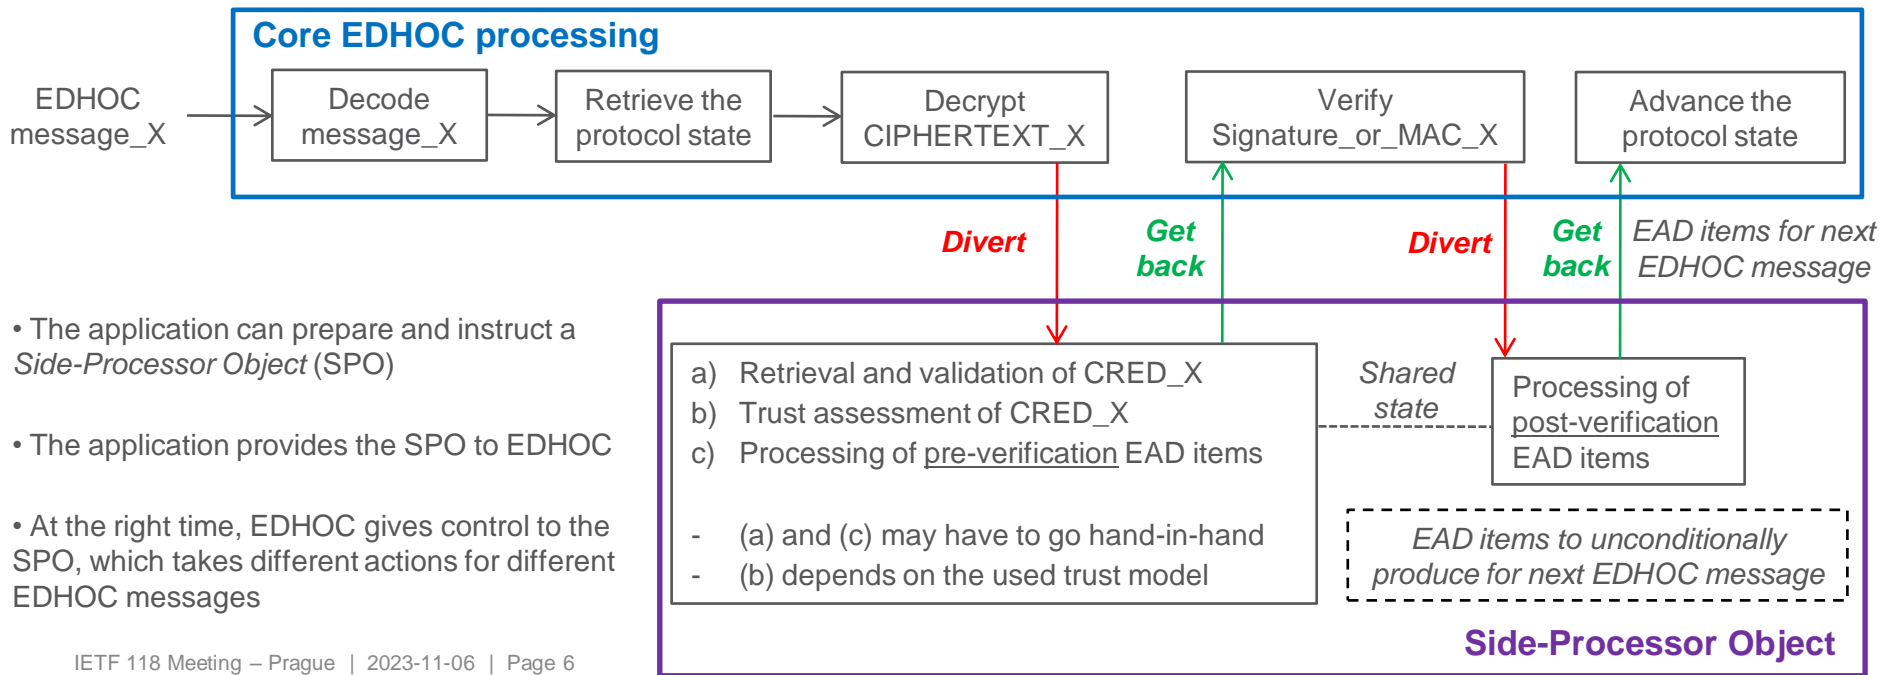 Core EDHOC processing
EDHOC
message_X
Decode
message_X
Retrieve the
protocol state
Decrypt
CIPHERTEXT_X
Verify
Signature_or_MAC_X
Advance the
protocol state
Divert
Get
back
Divert
Get
back
EAD items for next
EDHOC message
• The application can prepare and instruct a
Side-Processor Object (SPO)
• The application provides the SPO to EDHOC
• At the right time, EDHOC gives control to the
SPO, which takes different actions for different
EDHOC messages
a) Retrieval and validation of CRED_X
b) Trust assessment of CRED_X
c) Processing of pre-verification EAD items
- (a) and (c) may have to go hand-in-hand
- (b) depends on the used trust model
Shared
state
Processing of
post-verification
EAD items
EAD items to unconditionally
produce for next EDHOC message
Side-Processor Object
IETF 118 Meeting – Prague | 2023-11-06 | Page 6